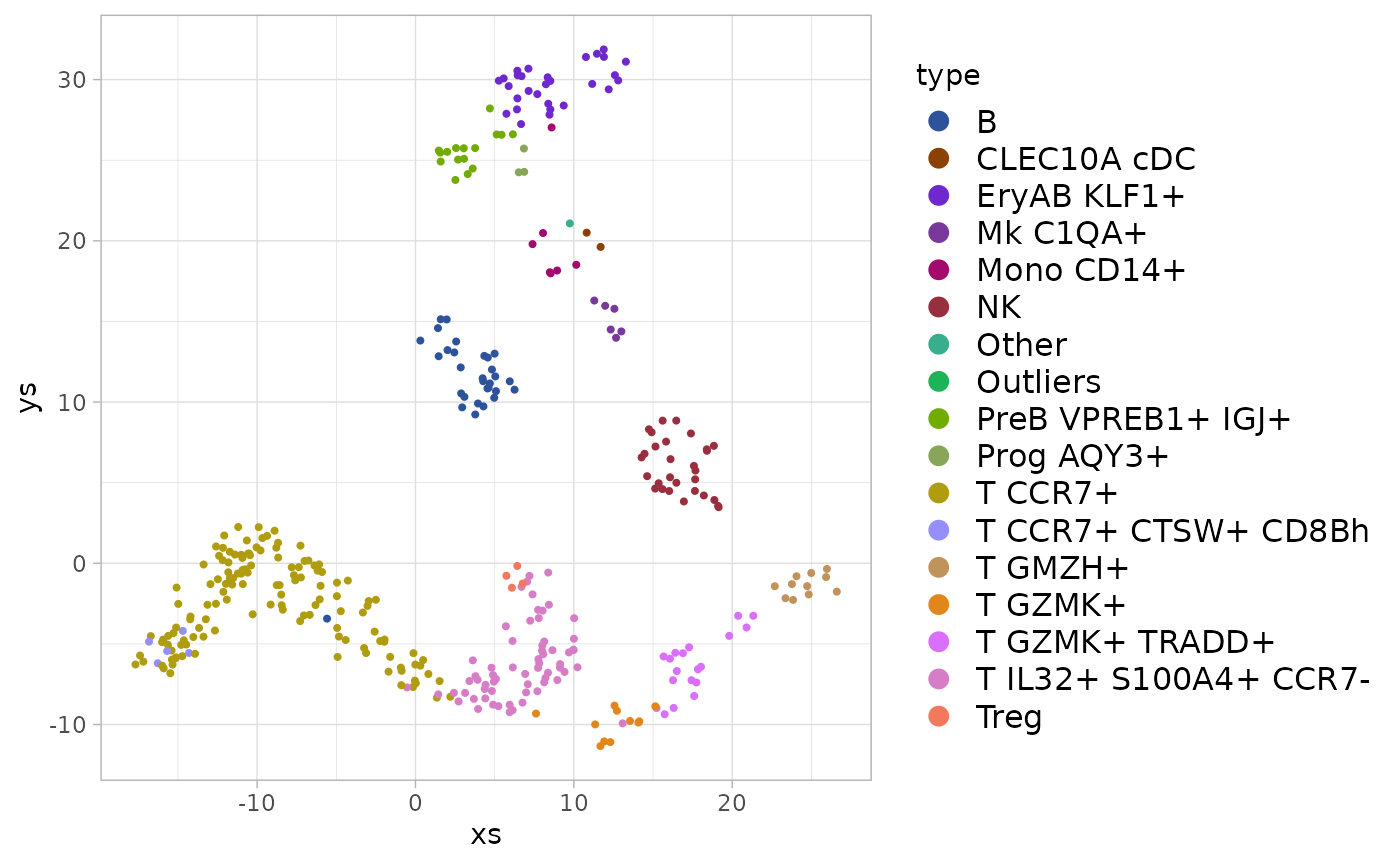 30
20
10
0
-10
ys
-10
0
10
20
xs
type
B
CLEC10A cDC
EryAB KLF1+
Mk C1QA+
Mono CD14+
NK
Other
Outliers
PreB VPREB1+ IGJ+
Prog AQY3+
T CCR7+
T CCR7+ CTSW+ CD8Bh
T GMZH+
T GZMK+
T GZMK+ TRADD+
T IL32+ S100A4+ CCR7-
Treg